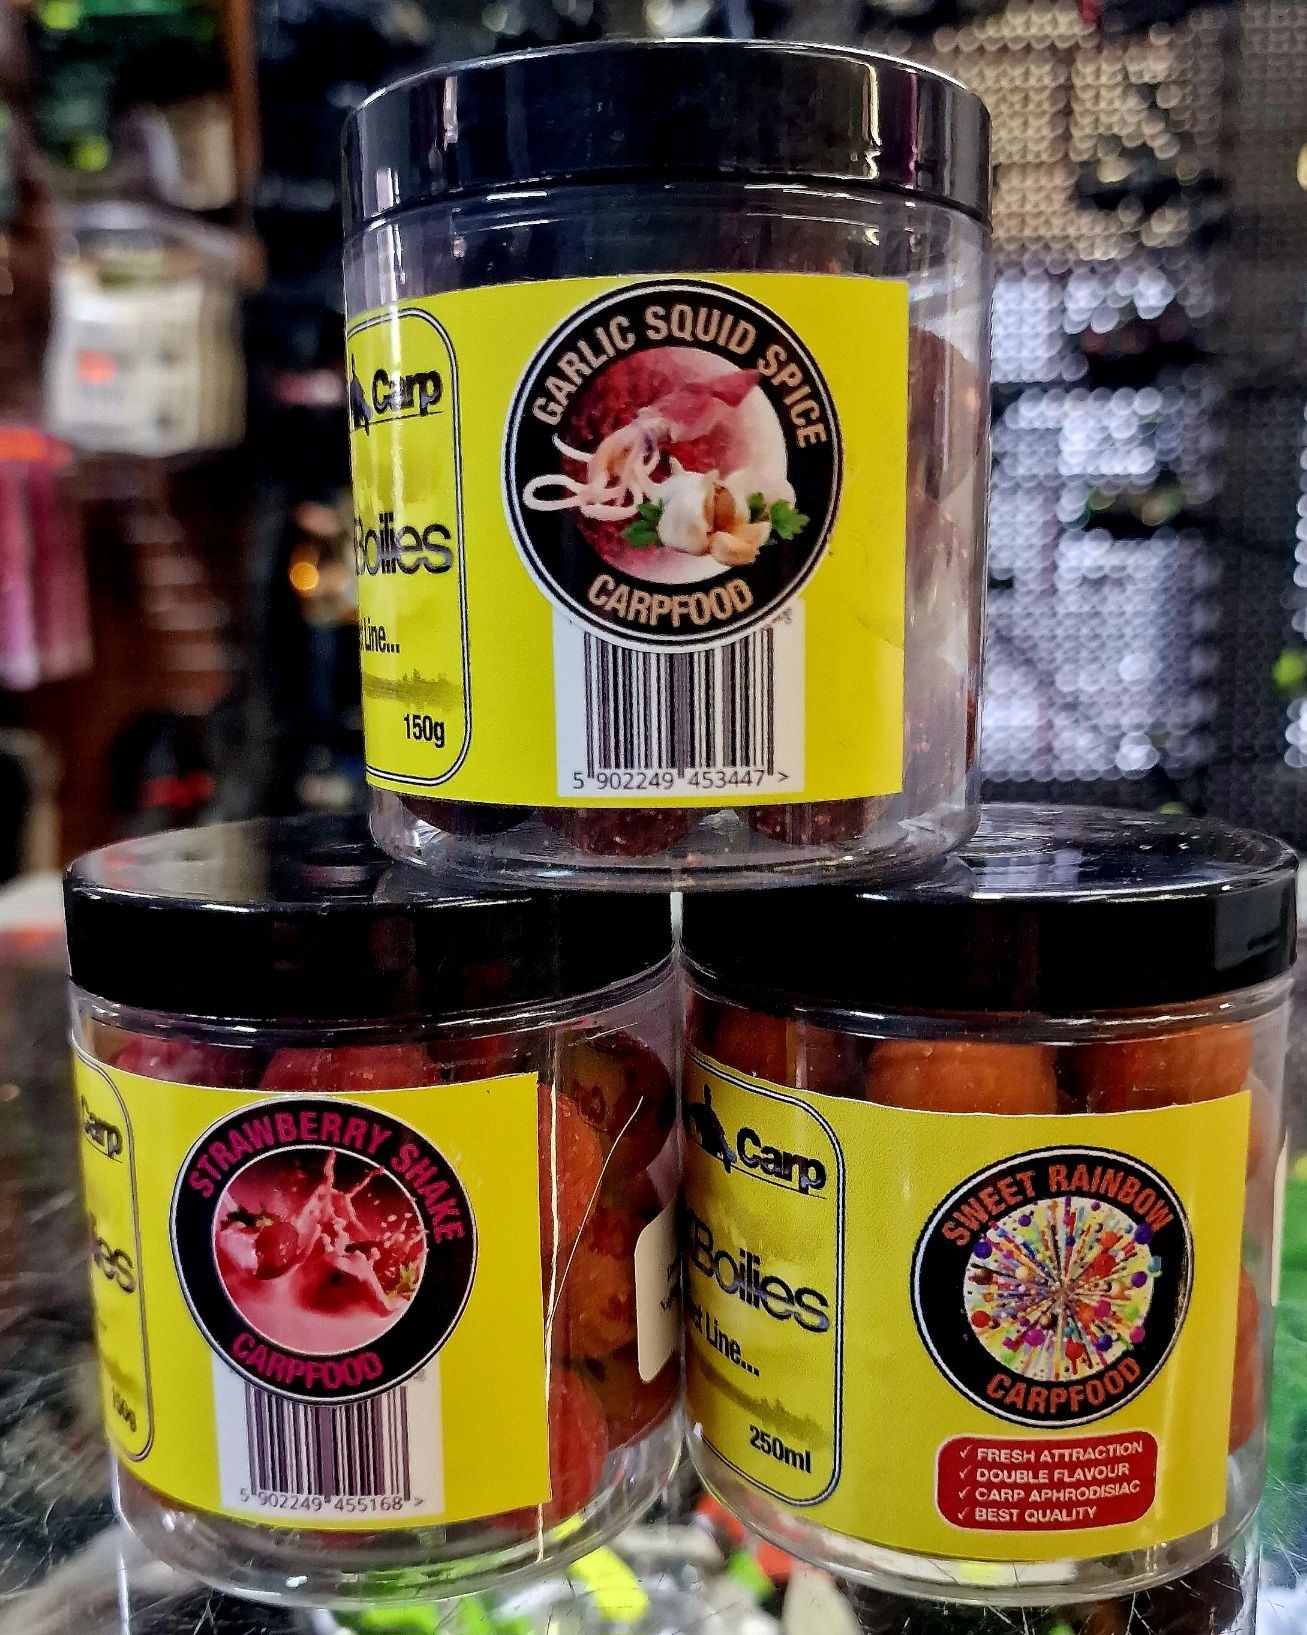 GARLIC SQUID SPICE
CARPFOOD
Carp
Boilies
Line...
150g
5 902249 453447 >
STRAWBERRY SHAKE
CARPFOOD
Carp
5 902249 455168 >
SWEET RAINBOW
CARPFOOD
Carp
Boilies
Line...
250ml
✓ FRESH ATTRACTION
✓ DOUBLE FLAVOUR
✓ CARP APHRODISIAC
✓ BEST QUALITY